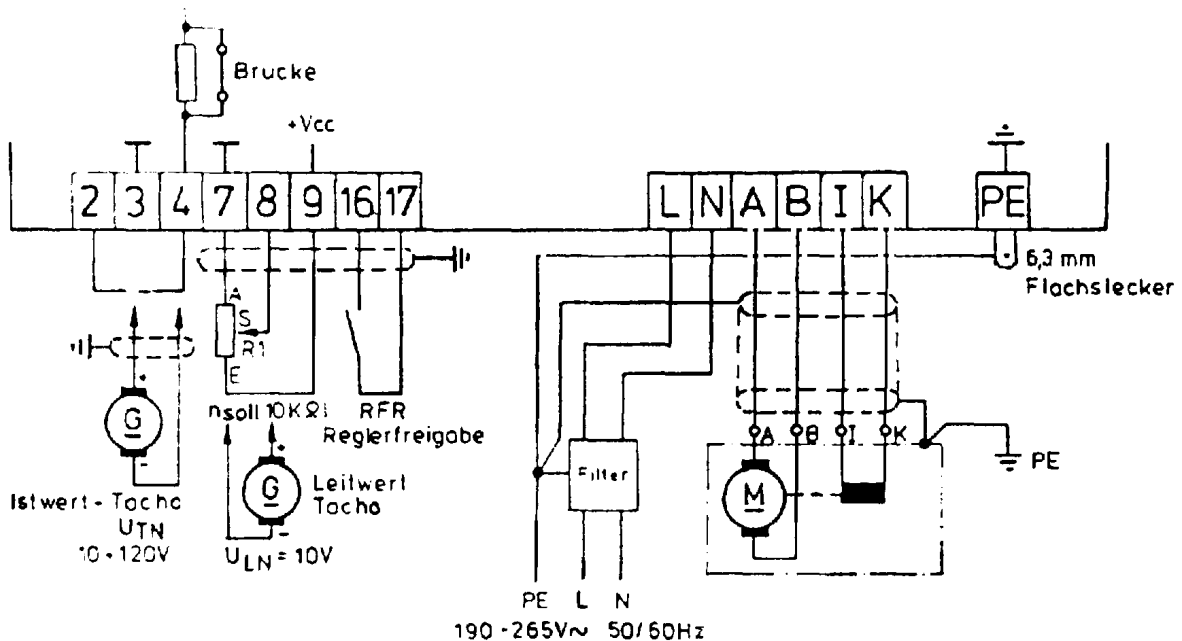 Brucke
+Vcc
2 3 4 7 8 9 16 17
L N A B I K
PE
6,3 mm
Flachstecker
A
S
R1
E
nsoll 10KΩ
RFR
Reglerfreigabe
+
G
-
Istwert-Tacho
UTN
10-120V
+
G
-
Leitwert
Tacho
ULN = 10V
Filter
A B I K
M
PE
PE L N
190-265V~ 50/60Hz